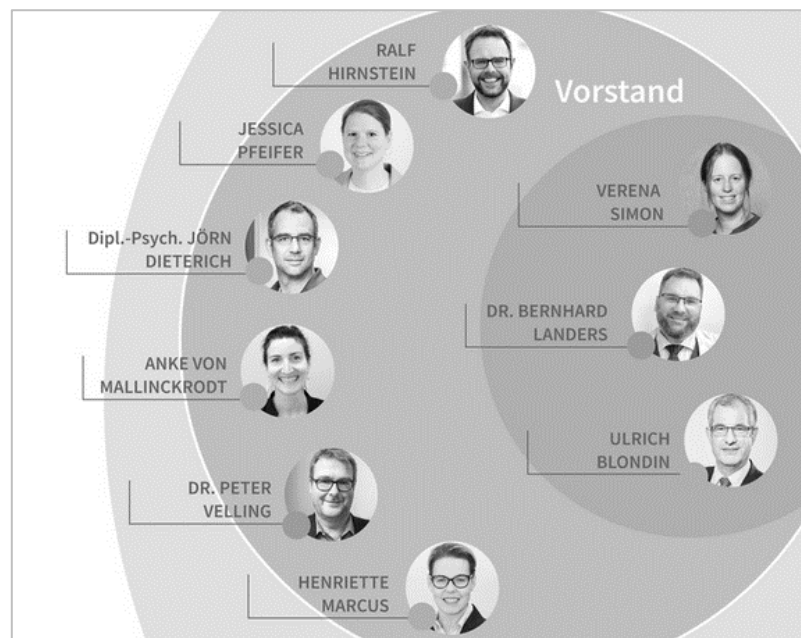 RALF
HIRNSTEIN
Vorstand
JESSICA
PFEIFER
VERENA
SIMON
Dipl.-Psych. JÖRN
DIETERICH
DR. BERNHARD
LANDERS
ANKE VON
MALLINCKRODT
ULRICH
BLONDIN
DR. PETER
VELLING
HENRIETTE
MARCUS